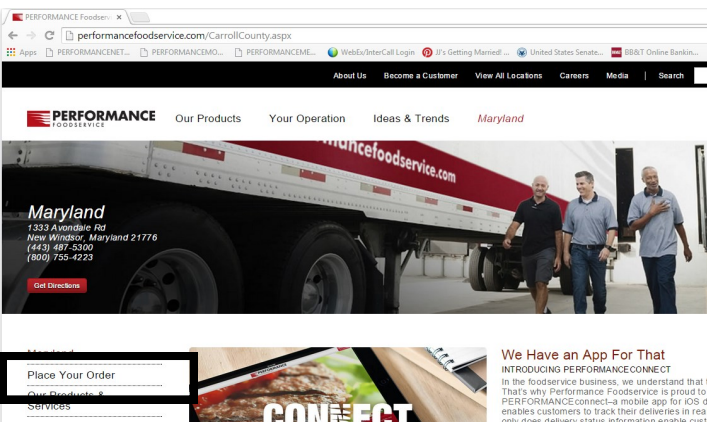 PERFORMANCE Foodserv
performancefoodservice.com/CarrollCounty.aspx
Apps PERFORMANCENET... PERFORMANCEMO... PERFORMANCEME... WebEx/InterCall Login JJ's Getting Married! ... United States Senate... BB&T Online Bankin...
About Us Become a Customer View All Locations Careers Media | Search
PERFORMANCE
FOODSERVICE
Our Products Your Operation Ideas & Trends Maryland
ancefoodservice.com
Maryland
1333 Avondale Rd
New Windsor, Maryland 21776
(443) 487-5300
(800) 755-4223
Get Directions
Maryland
Place Your Order
Our Products &
Services
CONNECT
We Have an App For That
INTRODUCING PERFORMANCECONNECT
In the foodservice business, we understand that
That's why Performance Foodservice is proud to
PERFORMANCEconnect–a mobile app for iOS d
enables customers to track their deliveries in rea
only does delivery status information enable cust